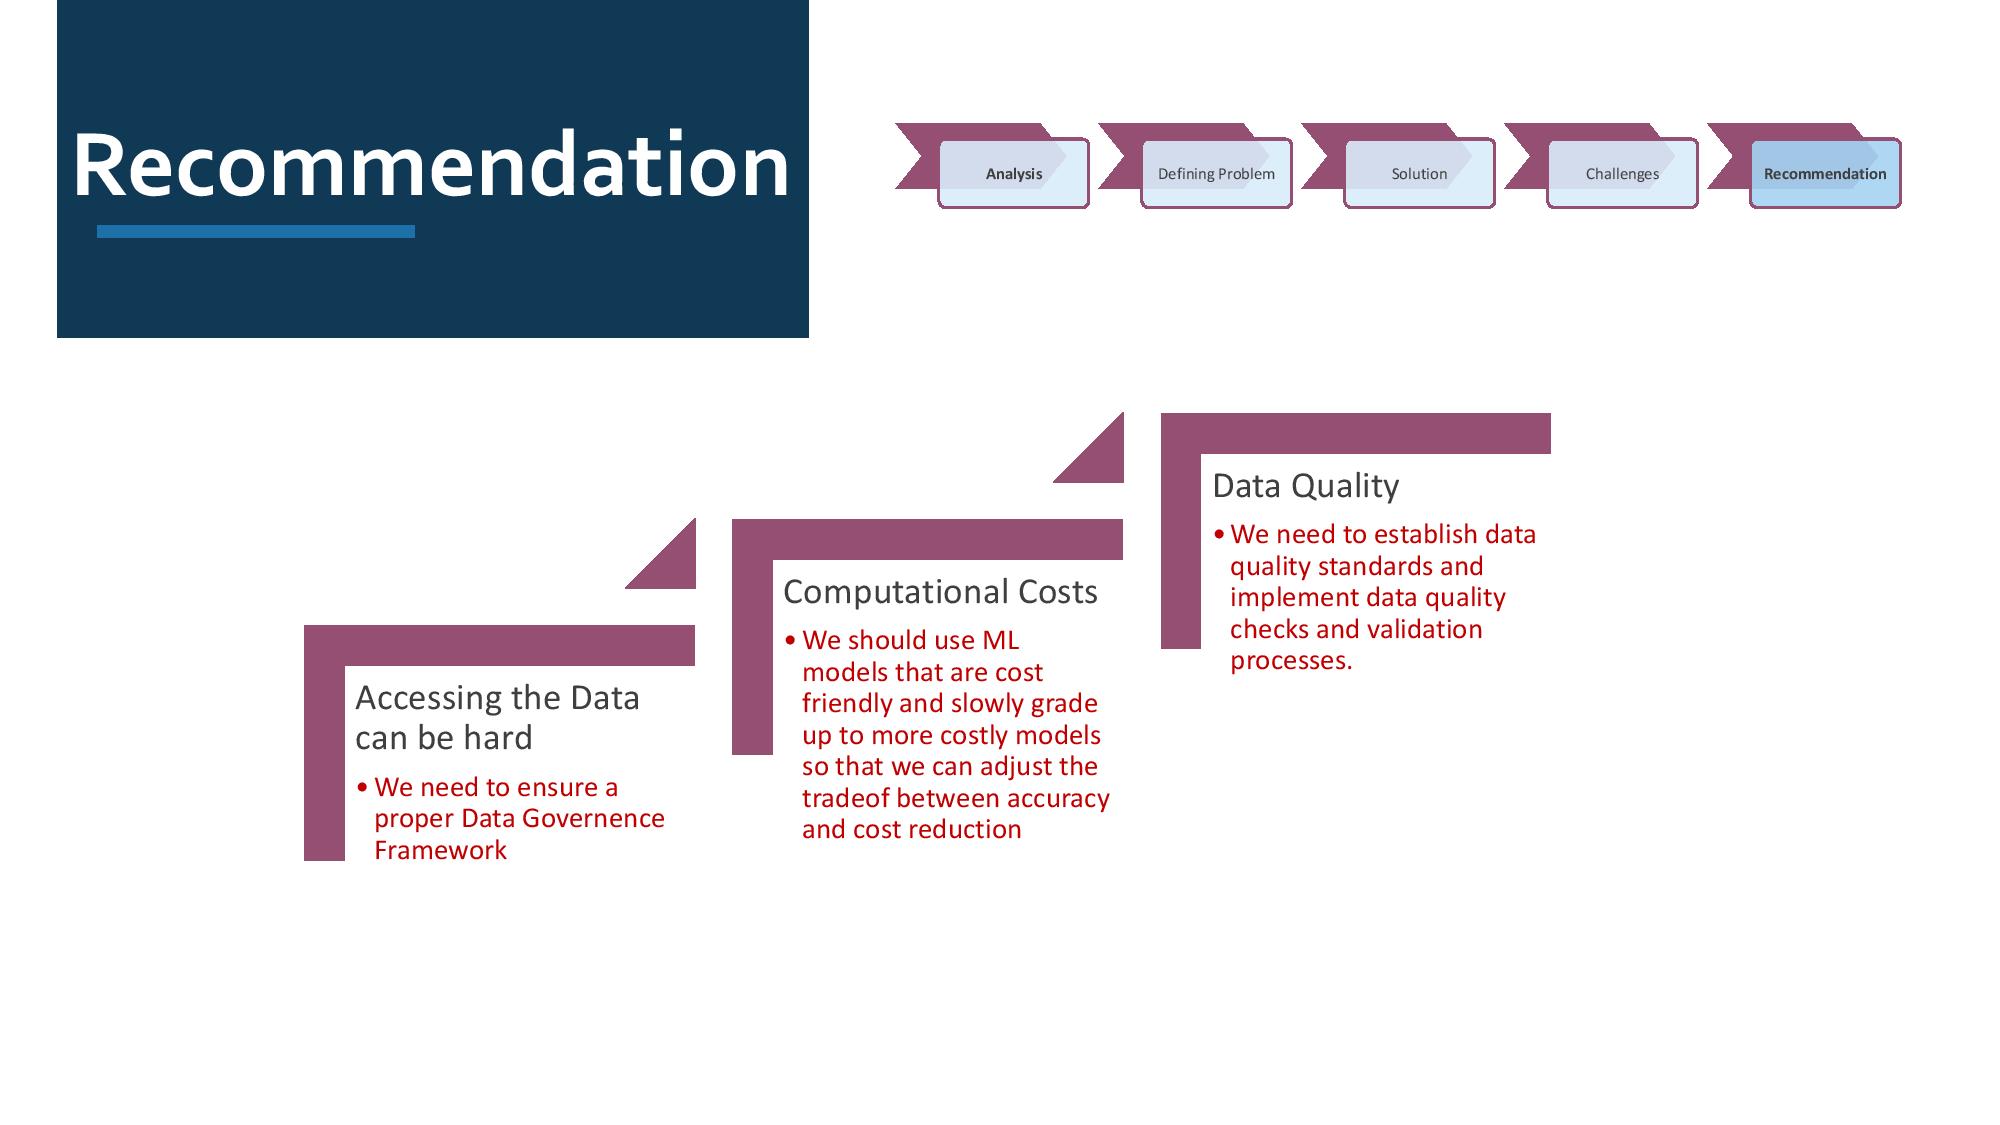 Recommendation
Analysis
Defining Problem
Solution
Challenges
Recommendation
Accessing the Data
can be hard
• We need to ensure a
proper Data Governence
Framework
Computational Costs
• We should use ML
models that are cost
friendly and slowly grade
up to more costly models
so that we can adjust the
tradeof between accuracy
and cost reduction
Data Quality
• We need to establish data
quality standards and
implement data quality
checks and validation
processes.